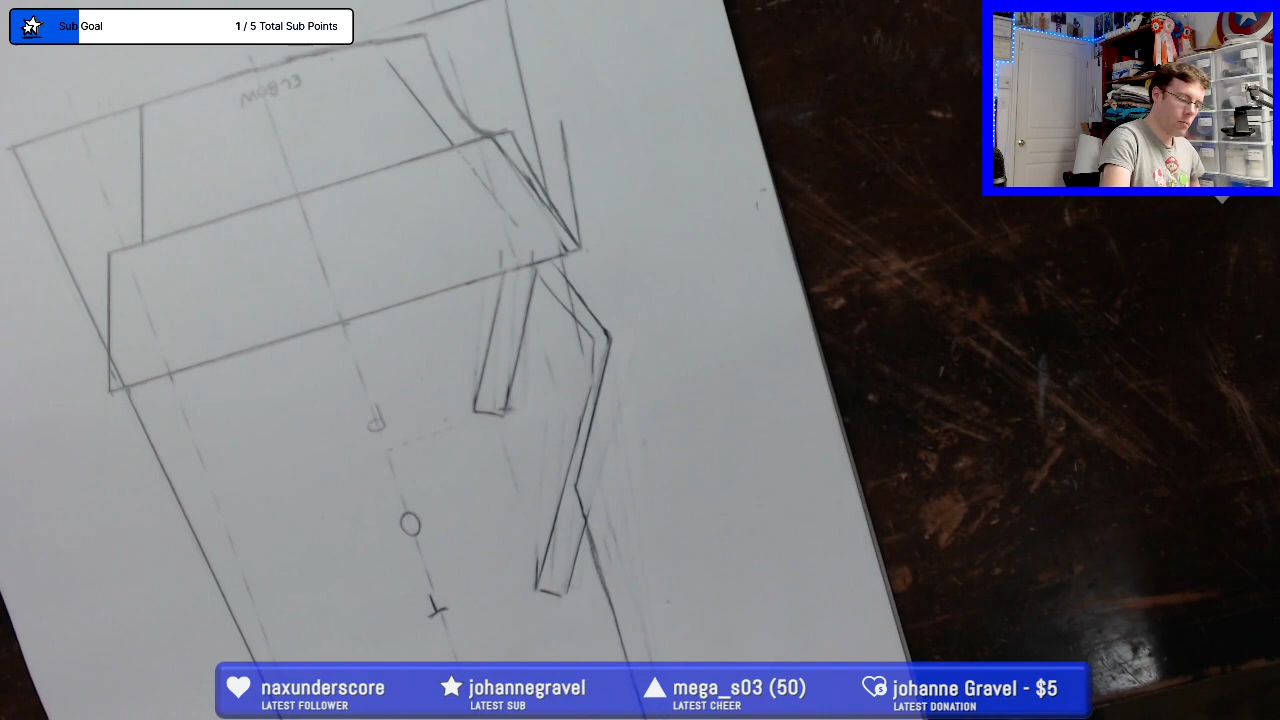 Sub Goal
1 / 5 Total Sub Points
ELBOW
P
O
T
naxunderscore
LATEST FOLLOWER
johannegravel
LATEST SUB
mega_s03 (50)
LATEST CHEER
johanne Gravel - $5
LATEST DONATION